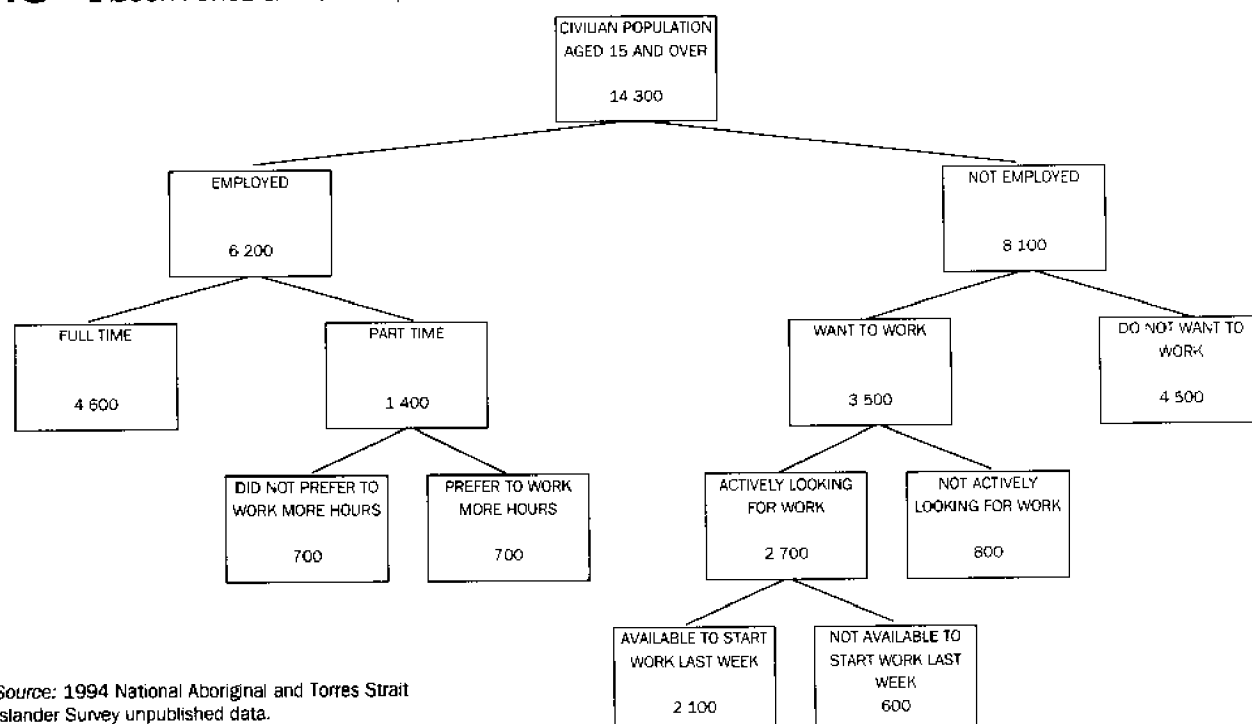 CIVILIAN POPULATION
AGED 15 AND OVER
14 300
EMPLOYED
6 200
NOT EMPLOYED
8 100
FULL TIME
4 600
PART TIME
1 400
WANT TO WORK
3 500
DO NOT WANT TO
WORK
4 500
DID NOT PREFER TO
WORK MORE HOURS
700
PREFER TO WORK
MORE HOURS
700
ACTIVELY LOOKING
FOR WORK
2 700
NOT ACTIVELY
LOOKING FOR WORK
800
AVAILABLE TO START
WORK LAST WEEK
2 100
NOT AVAILABLE TO
START WORK LAST
WEEK
600
Source: 1994 National Aboriginal and Torres Strait
Islander Survey unpublished data.